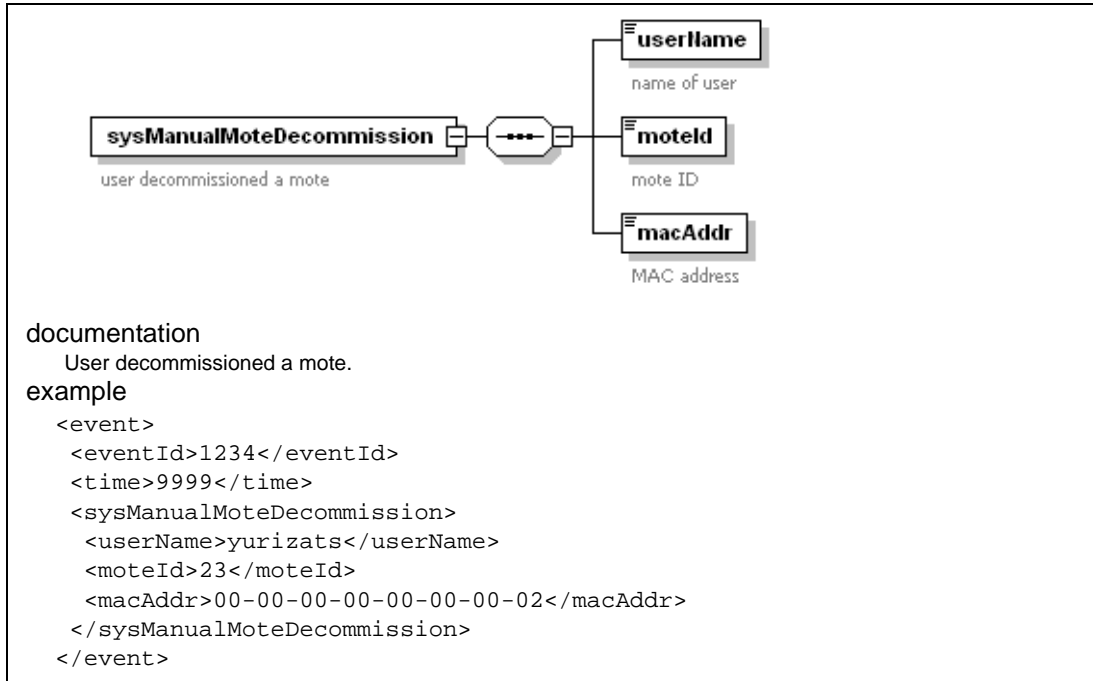 userName
name of user
sysManualMoteDecommission
user decommissioned a mote
moteId
mote ID
macAddr
MAC address
documentation
User decommissioned a mote.
example
<event>
<eventId>1234</eventId>
<time>9999</time>
<sysManualMoteDecommission>
<userName>yurizats</userName>
<moteId>23</moteId>
<macAddr>00-00-00-00-00-00-00-02</macAddr>
</sysManualMoteDecommission>
</event>